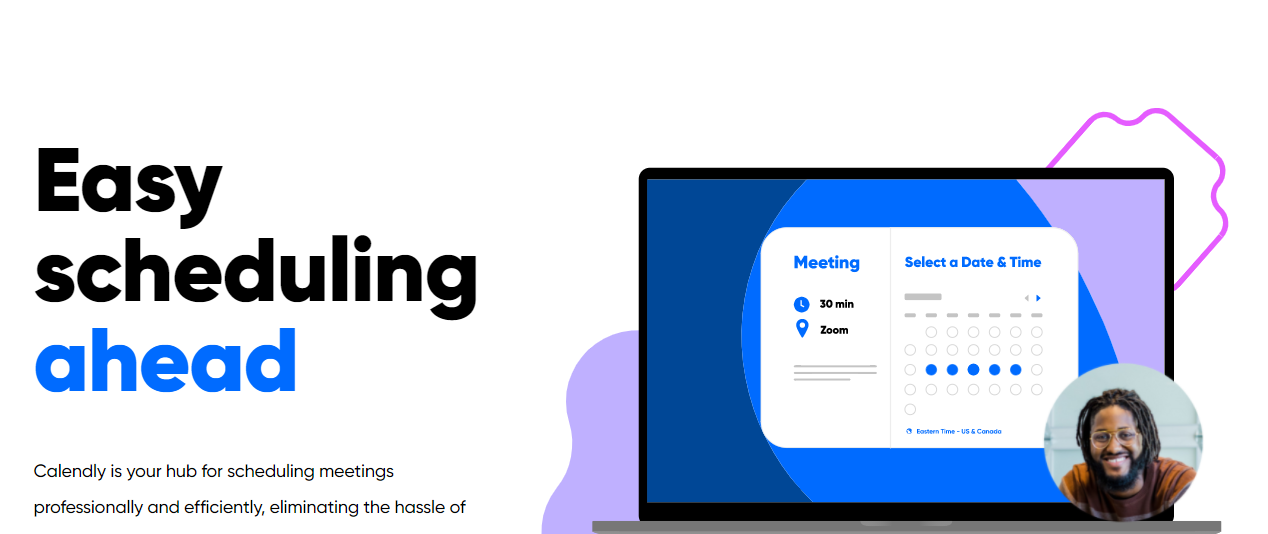 Easy
scheduling
ahead
Calendly is your hub for scheduling meetings
professionally and efficiently, eliminating the hassle of
Meeting
30 min
Zoom
Select a Date & Time
Eastern Time - US & Canada